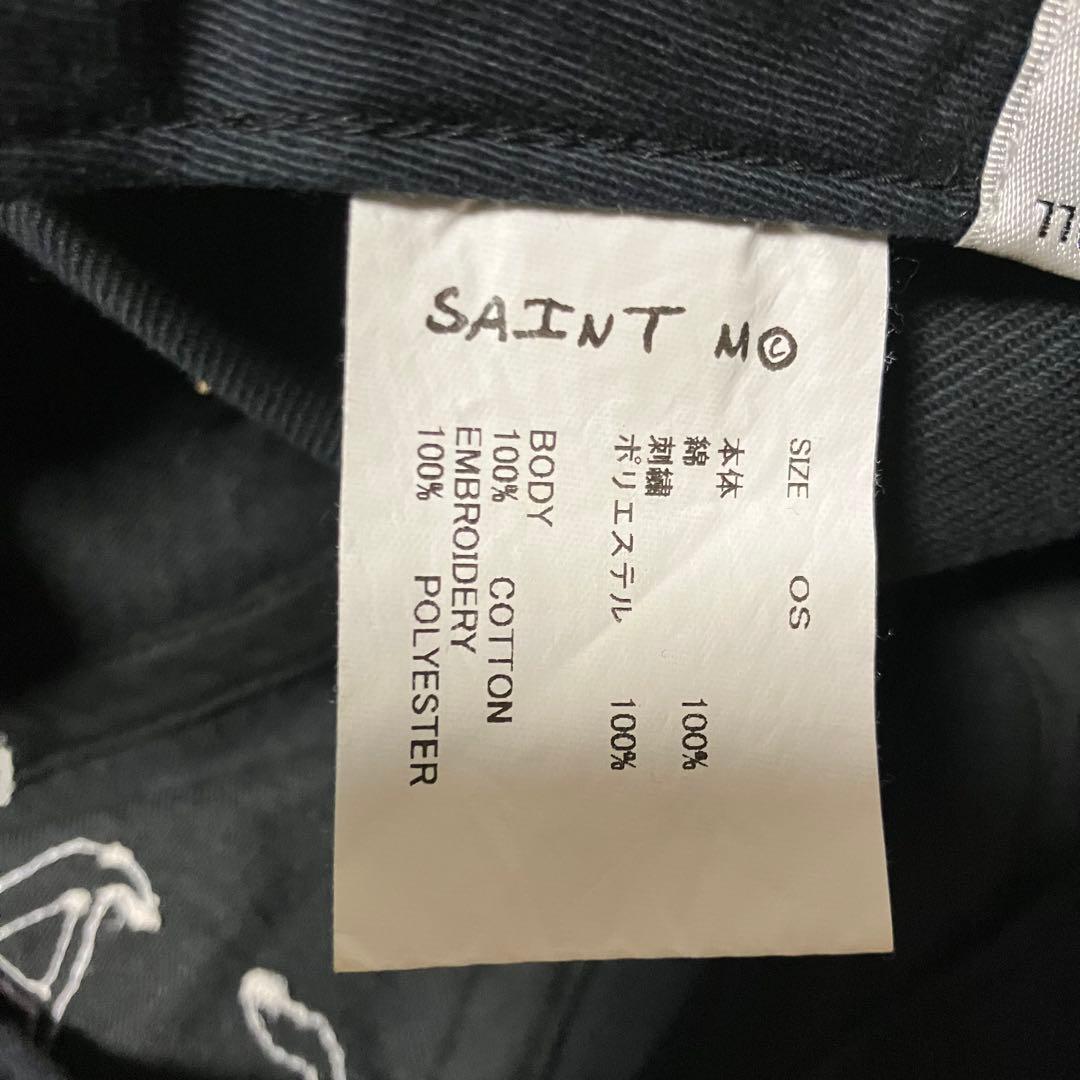 SAINT M©
SIZE OS
本体
綿 100%
刺繍
ポリエステル 100%
BODY
100% COTTON
EMBROIDERY
100% POLYESTER